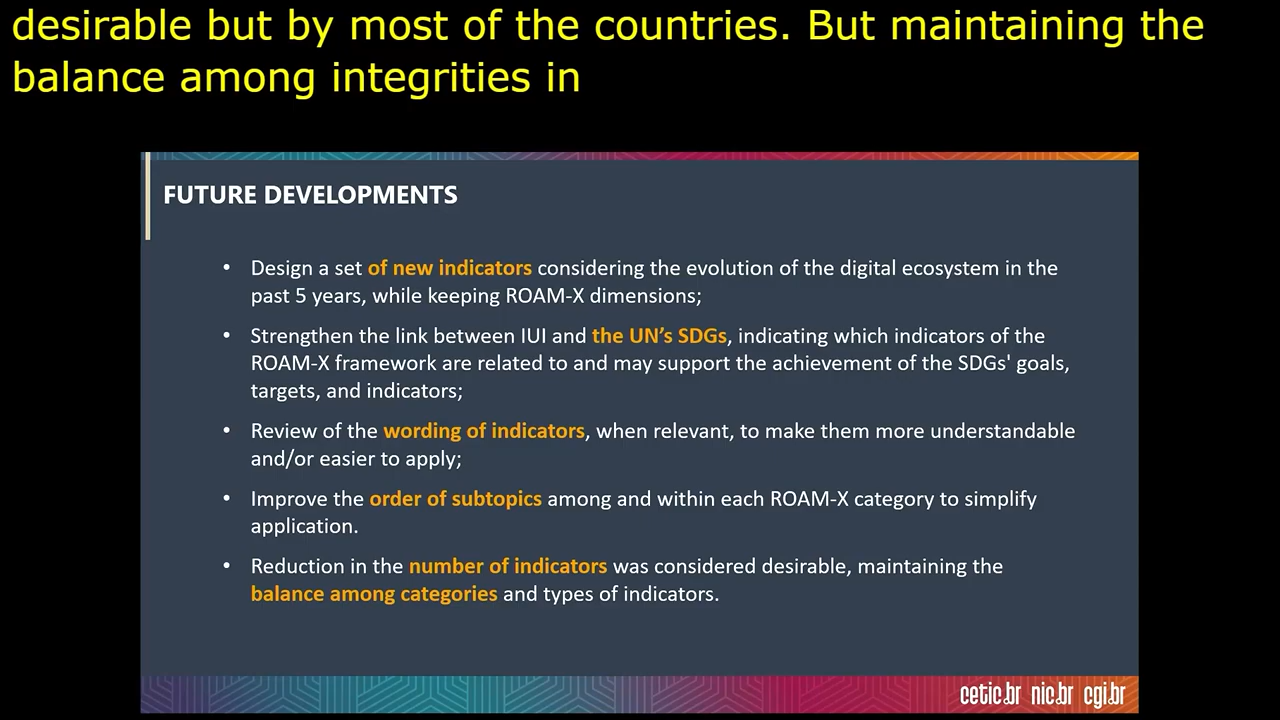 desirable but by most of the countries. But maintaining the
balance among integrities in
FUTURE DEVELOPMENTS
• Design a set of new indicators considering the evolution of the digital ecosystem in the
past 5 years, while keeping ROAM-X dimensions;
• Strengthen the link between IUI and the UN’s SDGs, indicating which indicators of the
ROAM-X framework are related to and may support the achievement of the SDGs' goals,
targets, and indicators;
• Review of the wording of indicators, when relevant, to make them more understandable
and/or easier to apply;
• Improve the order of subtopics among and within each ROAM-X category to simplify
application.
• Reduction in the number of indicators was considered desirable, maintaining the
balance among categories and types of indicators.
cetic.br nic.br cgi.br